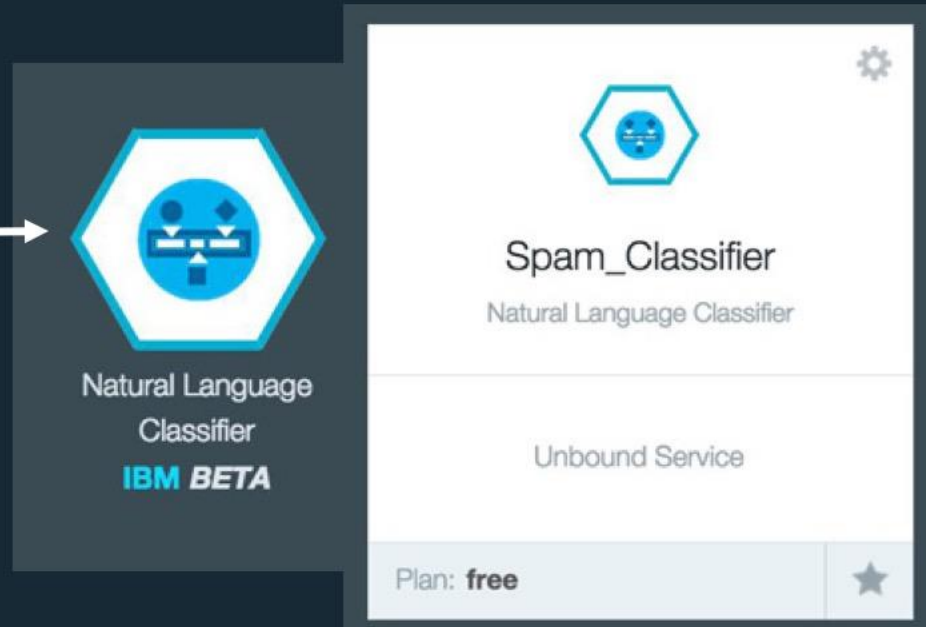 Natural Language
Classifier
IBM BETA
Spam_Classifier
Natural Language Classifier
Unbound Service
Plan: free